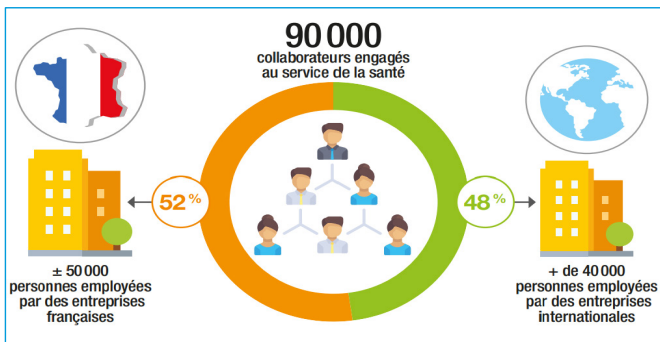 90 000
collaborateurs engagés
au service de la santé
52 %
48 %
± 50 000
personnes employées
par des entreprises
françaises
+ de 40 000
personnes employées
par des entreprises
internationales